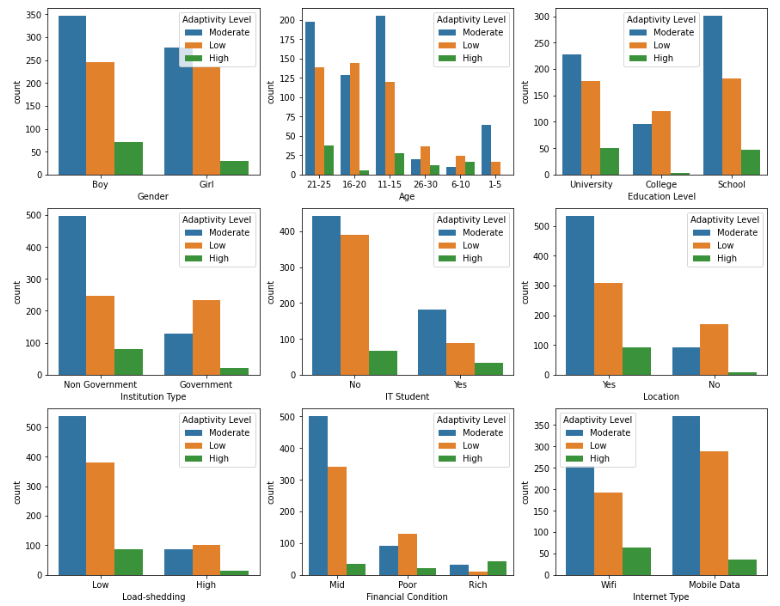 350
300
250
200
150
100
50
0
count
Boy
Girl
Gender
Adaptivity Level
Moderate
Low
High
200
175
150
125
100
75
50
25
0
count
21-25
16-20
11-15
26-30
6-10
1-5
Age
Adaptivity Level
Moderate
Low
High
300
250
200
150
100
50
0
count
University
College
School
Education Level
Adaptivity Level
Moderate
Low
High
500
400
300
200
100
0
count
Non Government
Government
Institution Type
Adaptivity Level
Moderate
Low
High
400
300
200
100
0
count
No
Yes
IT Student
Adaptivity Level
Moderate
Low
High
500
400
300
200
100
0
count
Yes
No
Location
Adaptivity Level
Moderate
Low
High
500
400
300
200
100
0
count
Low
High
Load-shedding
Adaptivity Level
Moderate
Low
High
500
400
300
200
100
0
count
Mid
Poor
Rich
Financial Condition
Adaptivity Level
Moderate
Low
High
350
300
250
200
150
100
50
0
count
Wifi
Mobile Data
Internet Type
Adaptivity Level
Moderate
Low
High